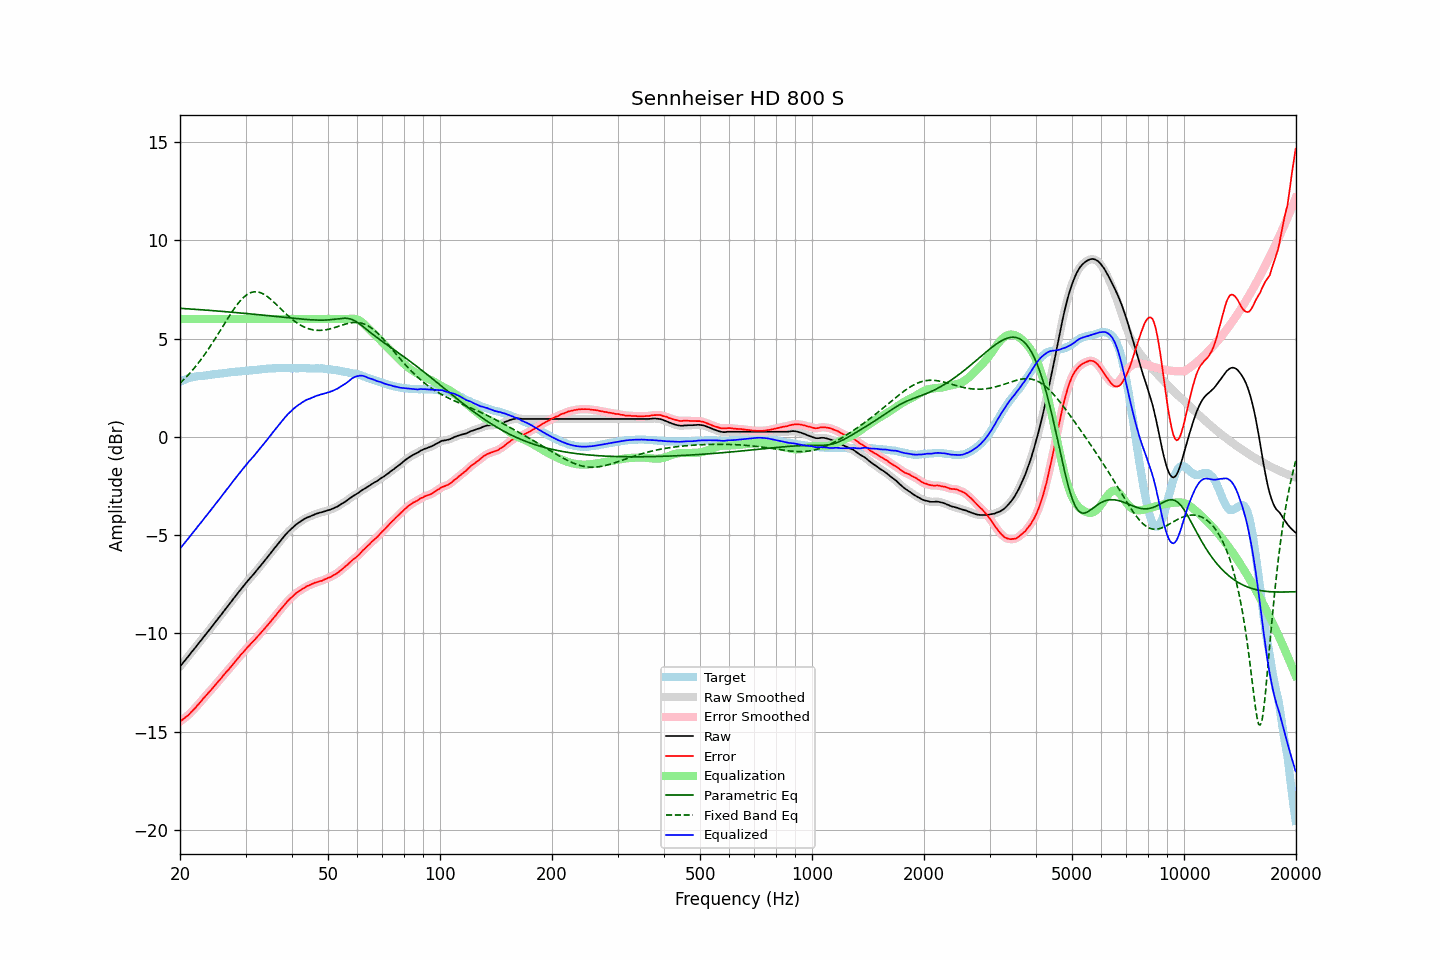 Sennheiser HD 800 S
Amplitude (dBr)
15
10
5
0
−5
−10
−15
−20
Target
Raw Smoothed
Error Smoothed
Raw
Error
Equalization
Parametric Eq
Fixed Band Eq
Equalized
20 50 100 200 500 1000 2000 5000 10000 20000
Frequency (Hz)